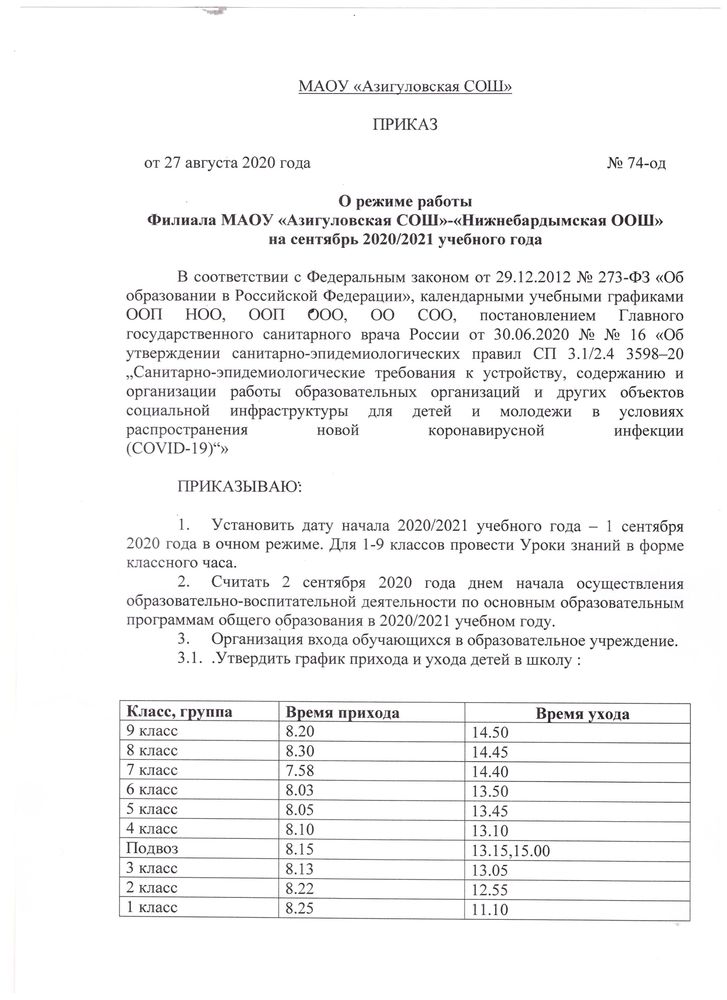 МАОУ «Азигуловская СОШ»
ПРИКАЗ
от 27 августа 2020 года № 74-од
О режиме работы
Филиала МАОУ «Азигуловская СОШ»-«Нижнебардымская ООШ»
на сентябрь 2020/2021 учебного года
В соответствии с Федеральным законом от 29.12.2012 № 273-ФЗ «Об
образовании в Российской Федерации», календарными учебными графиками
ООП НОО, ООП ООО, ОО СОО, постановлением Главного
государственного санитарного врача России от 30.06.2020 № № 16 «Об
утверждении санитарно-эпидемиологических правил СП 3.1/2.4 3598–20
„Санитарно-эпидемиологические требования к устройству, содержанию и
организации работы образовательных организаций и других объектов
социальной инфраструктуры для детей и молодежи в условиях
распространения новой коронавирусной инфекции
(COVID-19)“»
ПРИКАЗЫВАЮ:
1. Установить дату начала 2020/2021 учебного года – 1 сентября
2020 года в очном режиме. Для 1-9 классов провести Уроки знаний в форме
классного часа.
2. Считать 2 сентября 2020 года днем начала осуществления
образовательно-воспитательной деятельности по основным образовательным
программам общего образования в 2020/2021 учебном году.
3. Организация входа обучающихся в образовательное учреждение.
3.1. .Утвердить график прихода и ухода детей в школу :
Класс, группа Время прихода Время ухода
9 класс 8.20 14.50
8 класс 8.30 14.45
7 класс 7.58 14.40
6 класс 8.03 13.50
5 класс 8.05 13.45
4 класс 8.10 13.10
Подвоз 8.15 13.15,15.00
3 класс 8.13 13.05
2 класс 8.22 12.55
1 класс 8.25 11.10